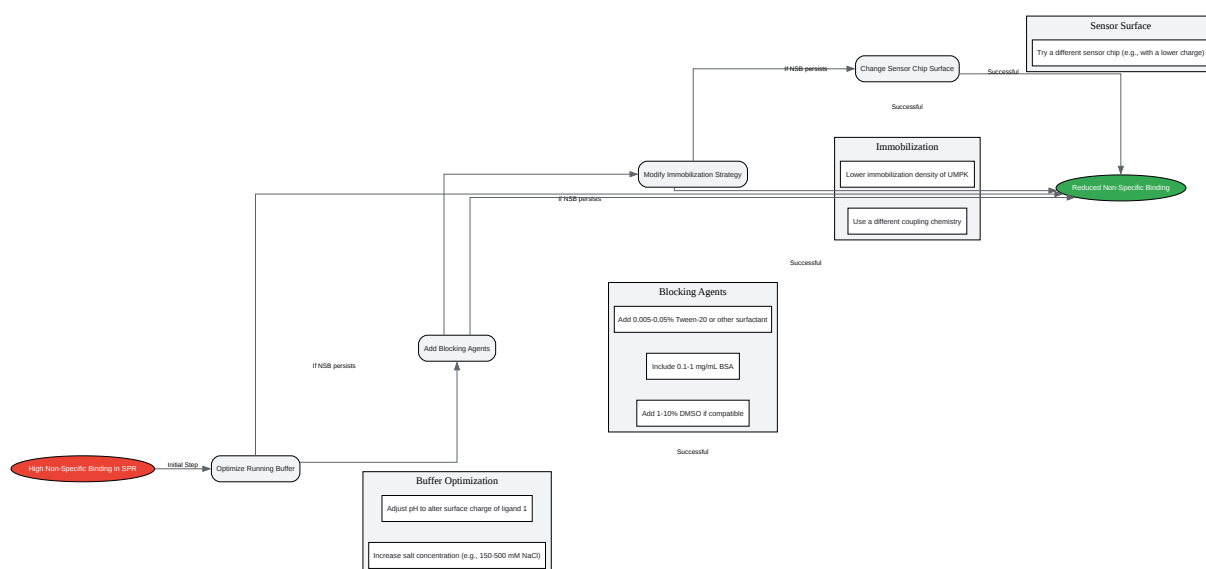 Sensor Surface
Try a different sensor chip (e.g., with a lower charge)
If NSB persists
Change Sensor Chip Surface
Successful
Successful
Immobilization
Lower immobilization density of UMPK
Use a different coupling chemistry
Modify Immobilization Strategy
Reduced Non-Specific Binding
If NSB persists
Successful
Blocking Agents
Add 0.005-0.05% Tween-20 or other surfactant
Include 0.1-1 mg/mL BSA
Add 1-10% DMSO if compatible
Add Blocking Agents
If NSB persists
Successful
High Non-Specific Binding in SPR
Initial Step
Optimize Running Buffer
Buffer Optimization
Adjust pH to alter surface charge of ligand 1
Increase salt concentration (e.g., 150-500 mM NaCl)